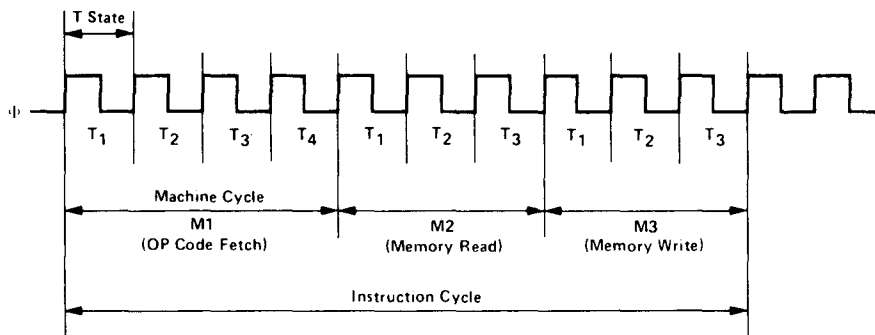 T State
Φ
T1 T2 T3 T4 T1 T2 T3 T1 T2 T3
Machine Cycle
M1 M2 M3
(OP Code Fetch) (Memory Read) (Memory Write)
Instruction Cycle